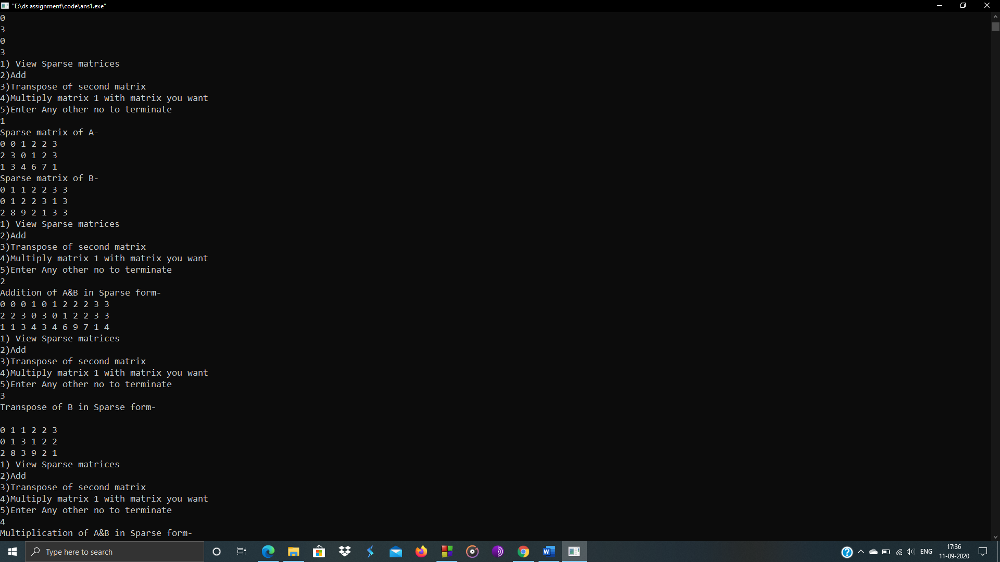 "E:\ds assignment\code\ans1.exe"
0
3
0
3
1) View Sparse matrices
2)Add
3)Transpose of second matrix
4)Multiply matrix 1 with matrix you want
5)Enter Any other no to terminate
1
Sparse matrix of A-
0 0 1 2 2 3
2 3 0 1 2 3
1 3 4 6 7 1
Sparse matrix of B-
0 1 1 2 2 3 3
0 1 2 2 3 1 3
2 8 9 2 1 3 3
1) View Sparse matrices
2)Add
3)Transpose of second matrix
4)Multiply matrix 1 with matrix you want
5)Enter Any other no to terminate
2
Addition of A&B in Sparse form-
0 0 0 1 0 1 2 2 2 3 3
2 2 3 0 3 0 1 2 2 3 3
1 1 3 4 3 4 6 9 7 1 4
1) View Sparse matrices
2)Add
3)Transpose of second matrix
4)Multiply matrix 1 with matrix you want
5)Enter Any other no to terminate
3
Transpose of B in Sparse form-
0 1 1 2 2 3
0 1 3 1 2 2
2 8 3 9 2 1
1) View Sparse matrices
2)Add
3)Transpose of second matrix
4)Multiply matrix 1 with matrix you want
5)Enter Any other no to terminate
4
Multiplication of A&B in Sparse form-
Type here to search
ENG
17:36
11-09-2020